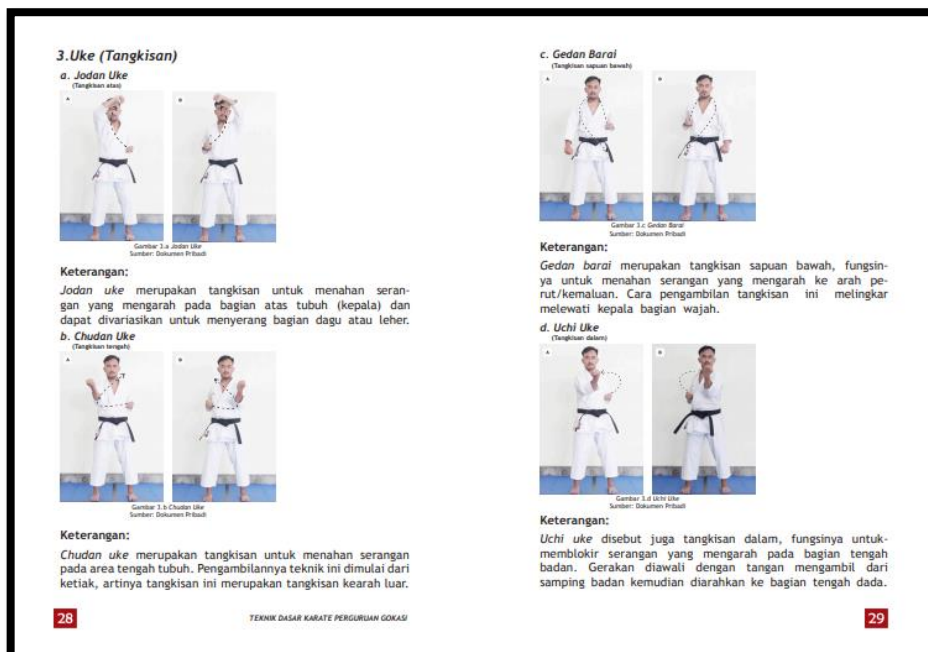 3.Uke (Tangkisan)
a. Jodan Uke
(Tangkisan atas)
A
B
Gambar 3.a Jodan Uke
Sumber: Dokumen Pribadi
Keterangan:
Jodan uke merupakan tangkisan untuk menahan seran-
gan yang mengarah pada bagian atas tubuh (kepala) dan
dapat divariasikan untuk menyerang bagian dagu atau leher.
b. Chudan Uke
(Tangkisan tengah)
A
B
Gambar 3.b Chudan Uke
Sumber: Dokumen Pribadi
Keterangan:
Chudan uke merupakan tangkisan untuk menahan serangan
pada area tengah tubuh. Pengambilannya teknik ini dimulai dari
ketiak, artinya tangkisan ini merupakan tangkisan kearah luar.
28
TEKNIK DASAR KARATE PERGURUAN GOKASI
c. Gedan Barai
(Tangkisan sapuan bawah)
A
B
Gambar 3.c Gedan Barai
Sumber: Dokumen Pribadi
Keterangan:
Gedan barai merupakan tangkisan sapuan bawah, fungsin-
ya untuk menahan serangan yang mengarah ke arah pe-
rut/kemaluan. Cara pengambilan tangkisan ini melingkar
melewati kepala bagian wajah.
d. Uchi Uke
(Tangkisan dalam)
A
B
Gambar 3.d Uchi Uke
Sumber: Dokumen Pribadi
Keterangan:
Uchi uke disebut juga tangkisan dalam, fungsinya untuk-
memblokir serangan yang mengarah pada bagian tengah
badan. Gerakan diawali dengan tangan mengambil dari
samping badan kemudian diarahkan ke bagian tengah dada.
29